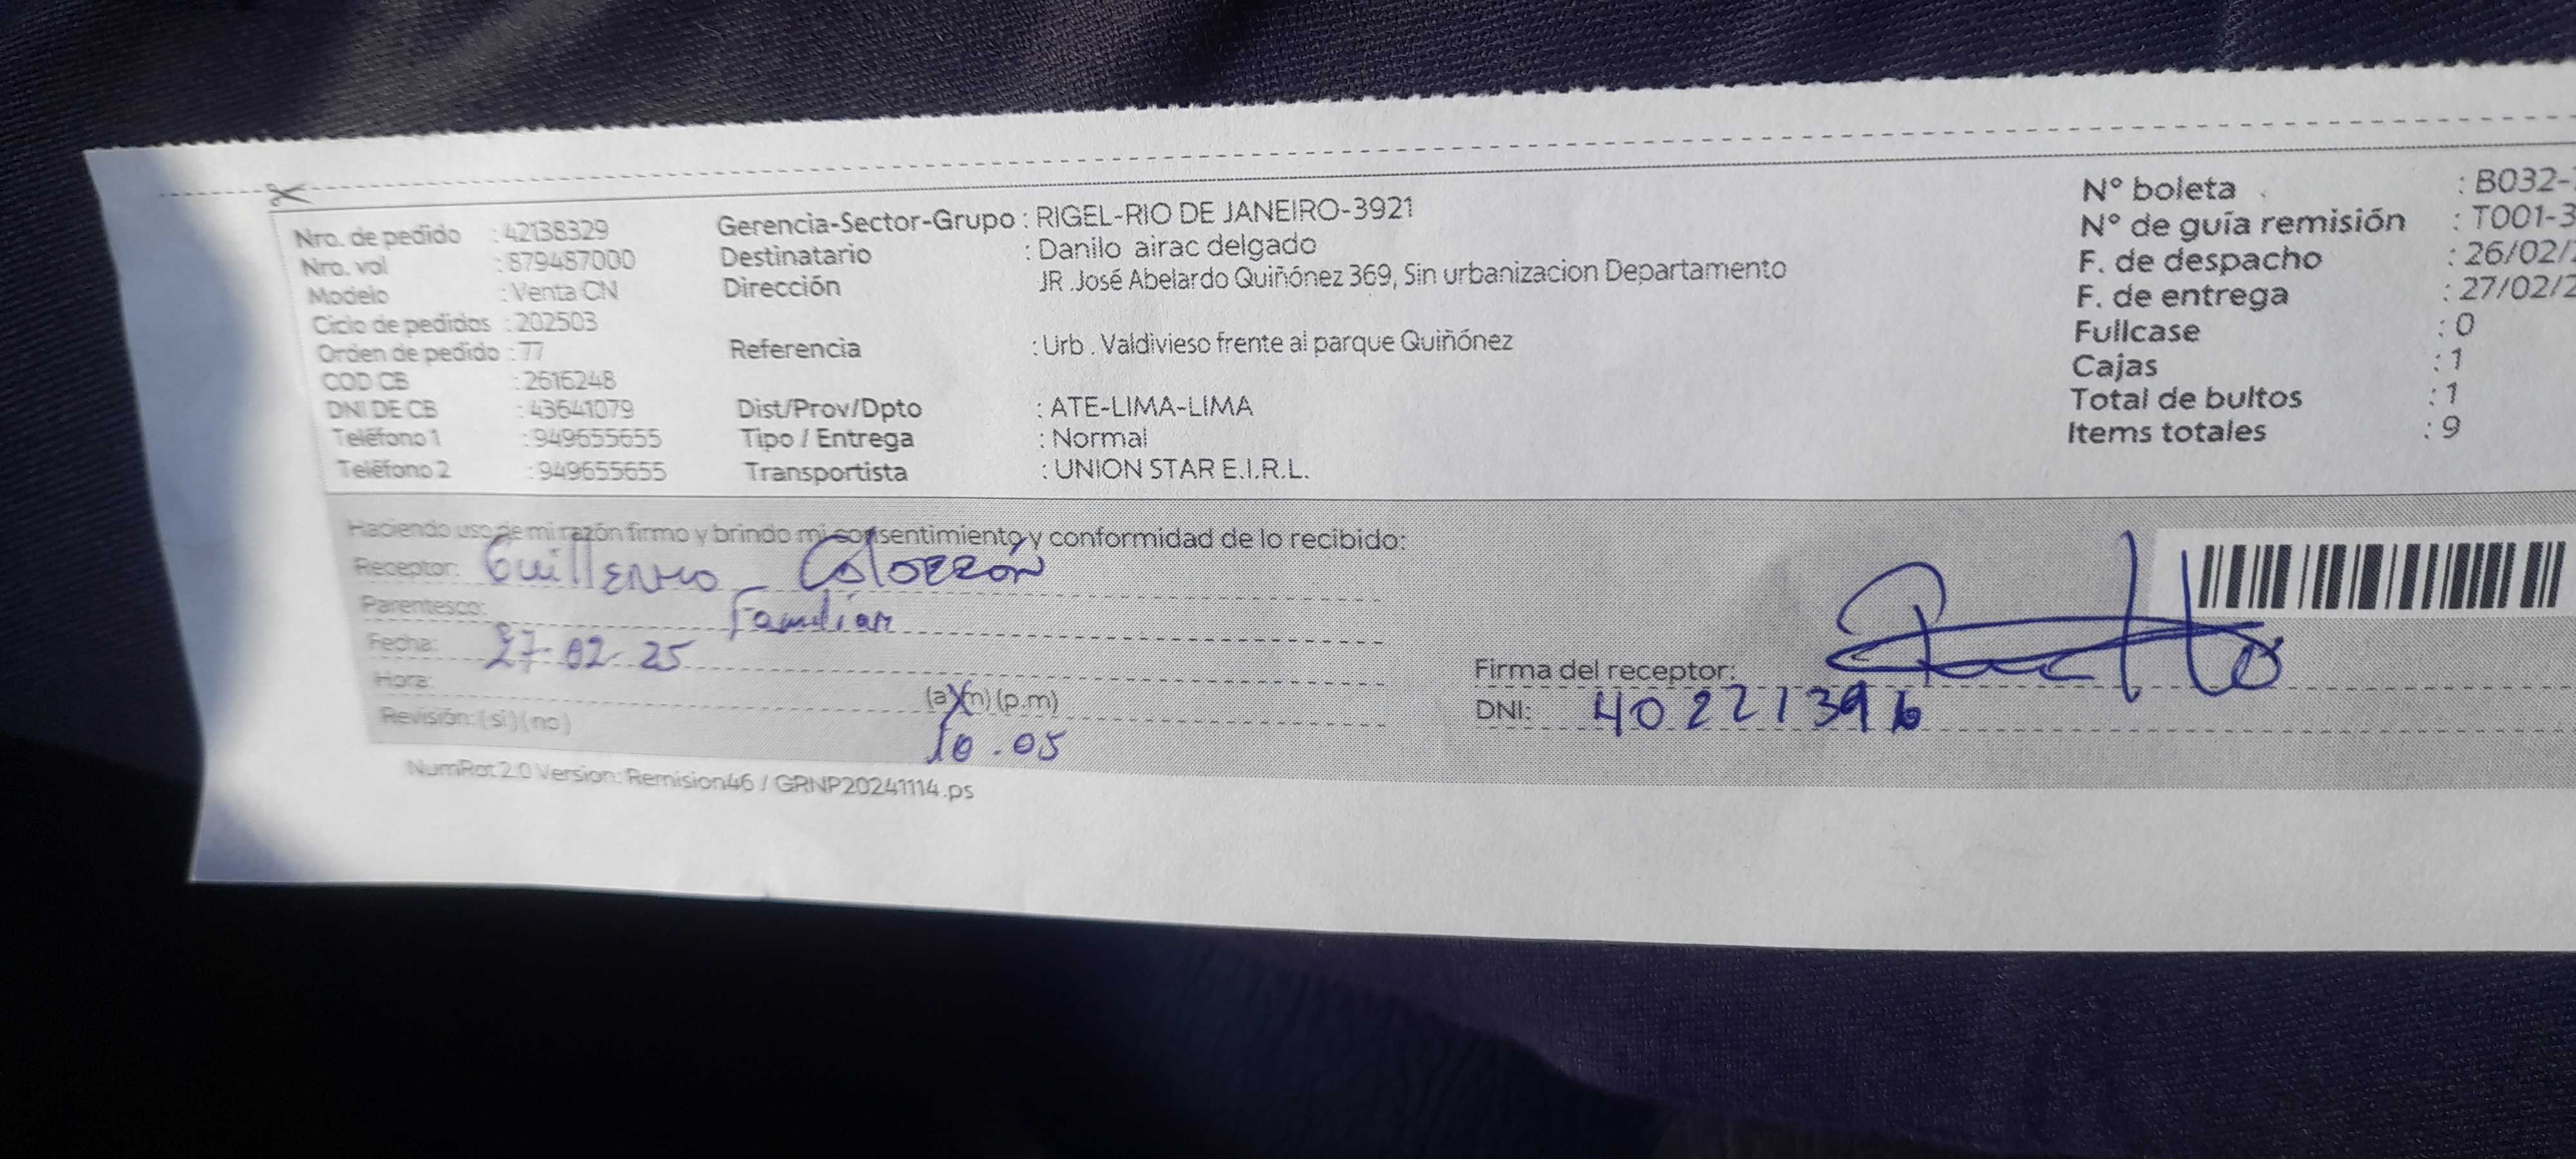 Nro. de pedido : 42138329
Nro. vol : 879487000
Modelo : Venta CN
Ciclo de pedidos : 202503
Orden de pedido : 77
COD CB : 2616248
DNI DE CB : 43641079
Teléfono 1 : 949655655
Teléfono 2 : 949655655
Gerencia-Sector-Grupo : RIGEL-RIO DE JANEIRO-3921
Destinatario : Danilo airac delgado
Dirección JR .José Abelardo Quiñónez 369, Sin urbanizacion Departamento
Referencia : Urb . Valdivieso frente al parque Quiñónez
Dist/Prov/Dpto : ATE-LIMA-LIMA
Tipo / Entrega : Normal
Transportista : UNION STAR E.I.R.L.
N° boleta : B032-
N° de guía remisión : T001-3
F. de despacho : 26/02/
F. de entrega : 27/02/2
Fullcase : 0
Cajas : 1
Total de bultos : 1
Items totales : 9
Haciendo uso de mi razón firmo y brindo mi consentimiento y conformidad de lo recibido:
Receptor: Guillermo
Parentesco: Familiar
Fecha: 27-02-25
Hora: (a.m) (p.m)
10.05
Revisión: (si) (no)
Firma del receptor:
DNI: 40221396
NumRot 2.0 Version: Remision46 / GRNP20241114.ps